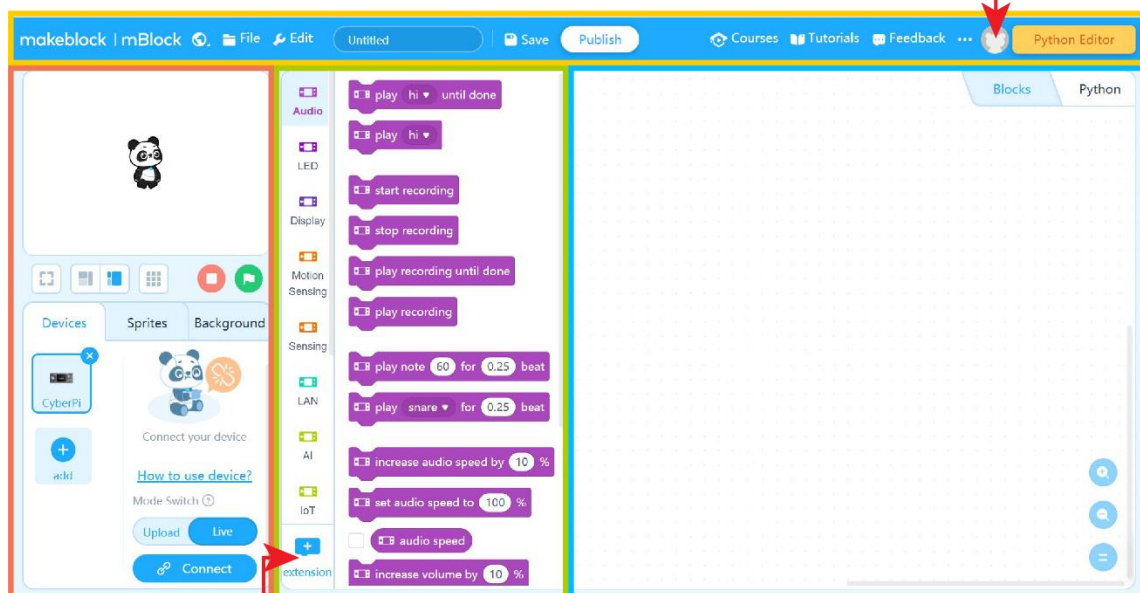 makeblock | mBlock File Edit Untitled Save Publish Courses Tutorials Feedback ... Python Editor
Blocks Python
Devices Sprites Background
CyberPi
add
Connect your device
How to use device?
Mode Switch ?
Upload Live
Connect
Audio
LED
Display
Motion
Sensing
Sensing
LAN
AI
IoT
extension
play hi until done
play hi
start recording
stop recording
play recording until done
play recording
play note 60 for 0.25 beat
play snare for 0.25 beat
increase audio speed by 10 %
set audio speed to 100 %
audio speed
increase volume by 10 %